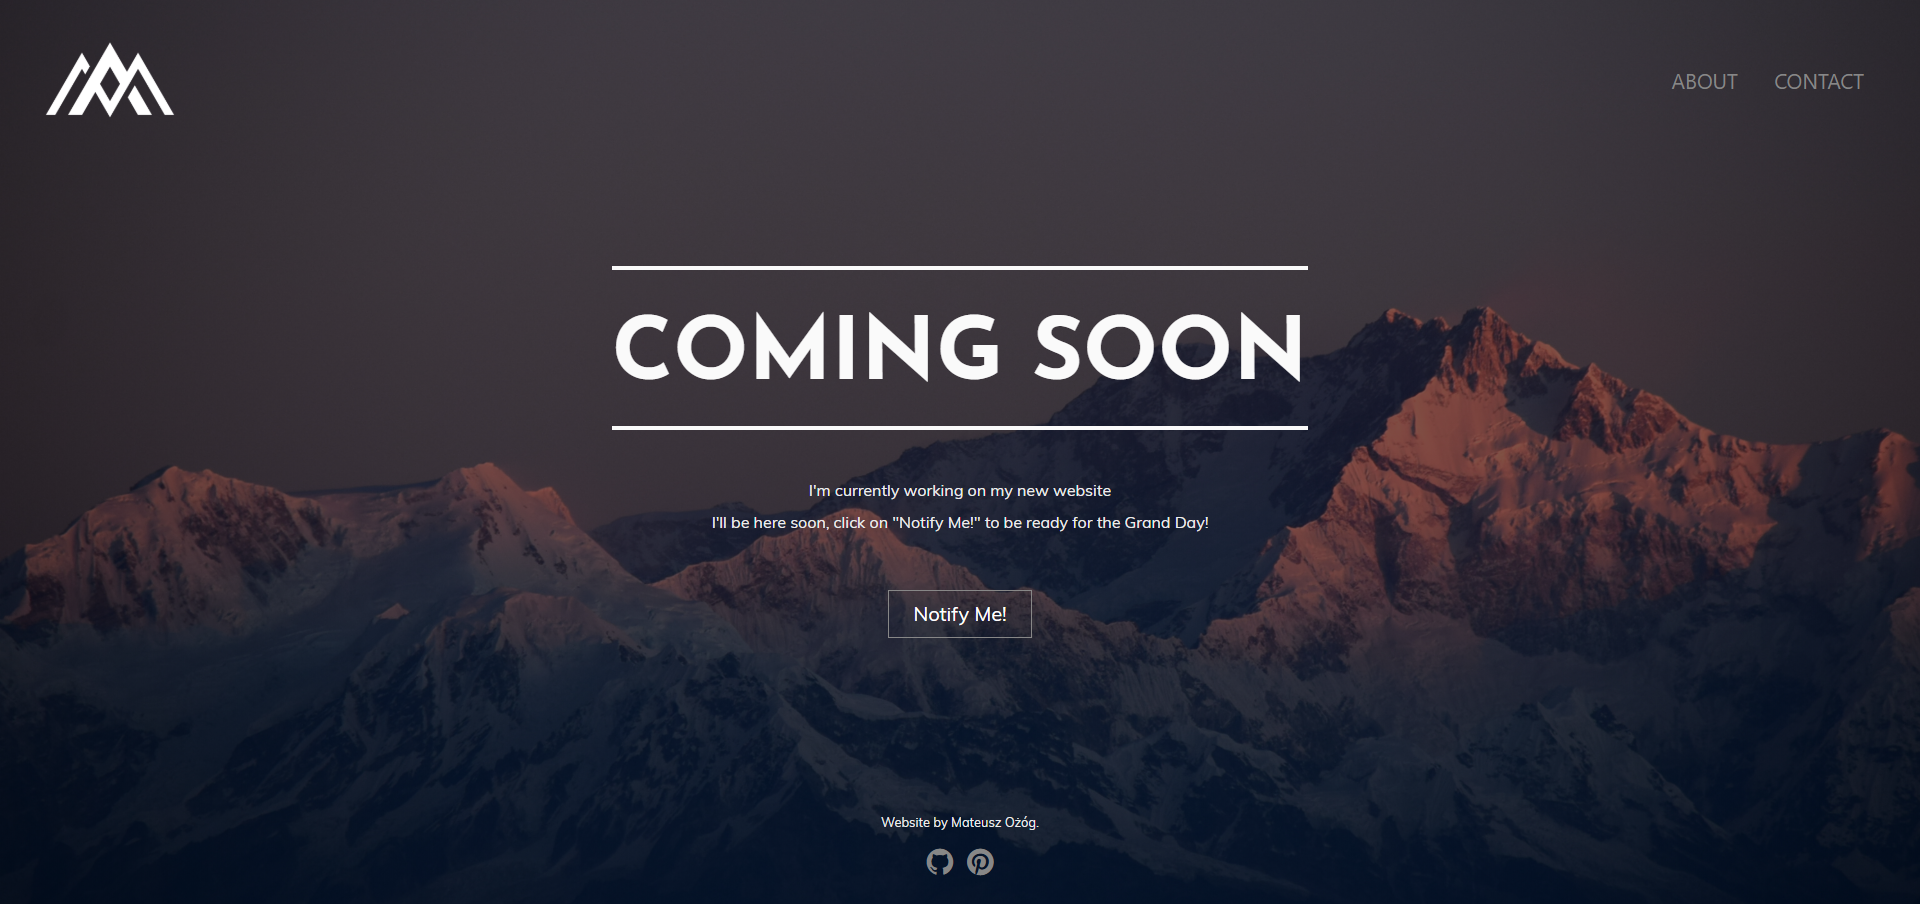 ABOUT CONTACT
COMING SOON
I'm currently working on my new website
I'll be here soon, click on "Notify Me!" to be ready for the Grand Day!
Notify Me!
Website by Mateusz Ożóg.